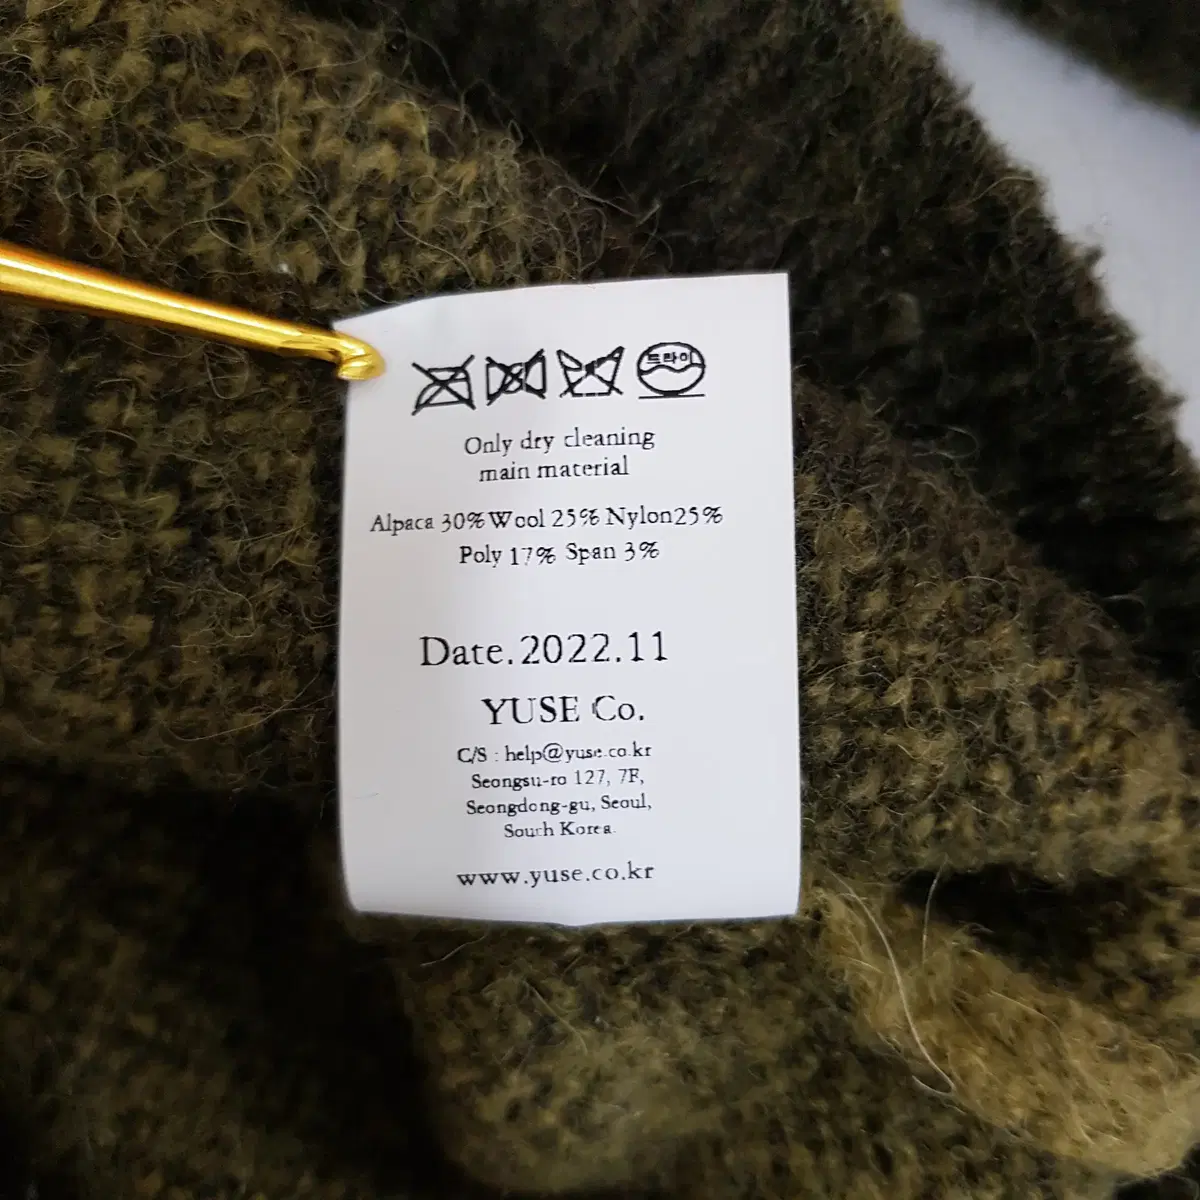 드라이
Only dry cleaning
main material
Alpaca 30% Wool 25% Nylon25%
Poly 17% Span 3%
Date.2022.11
YUSE Co.
C/S : help@yuse.co.kr
Seongsu-ro 127, 7F,
Seongdong-gu, Seoul,
South Korea.
www.yuse.co.kr